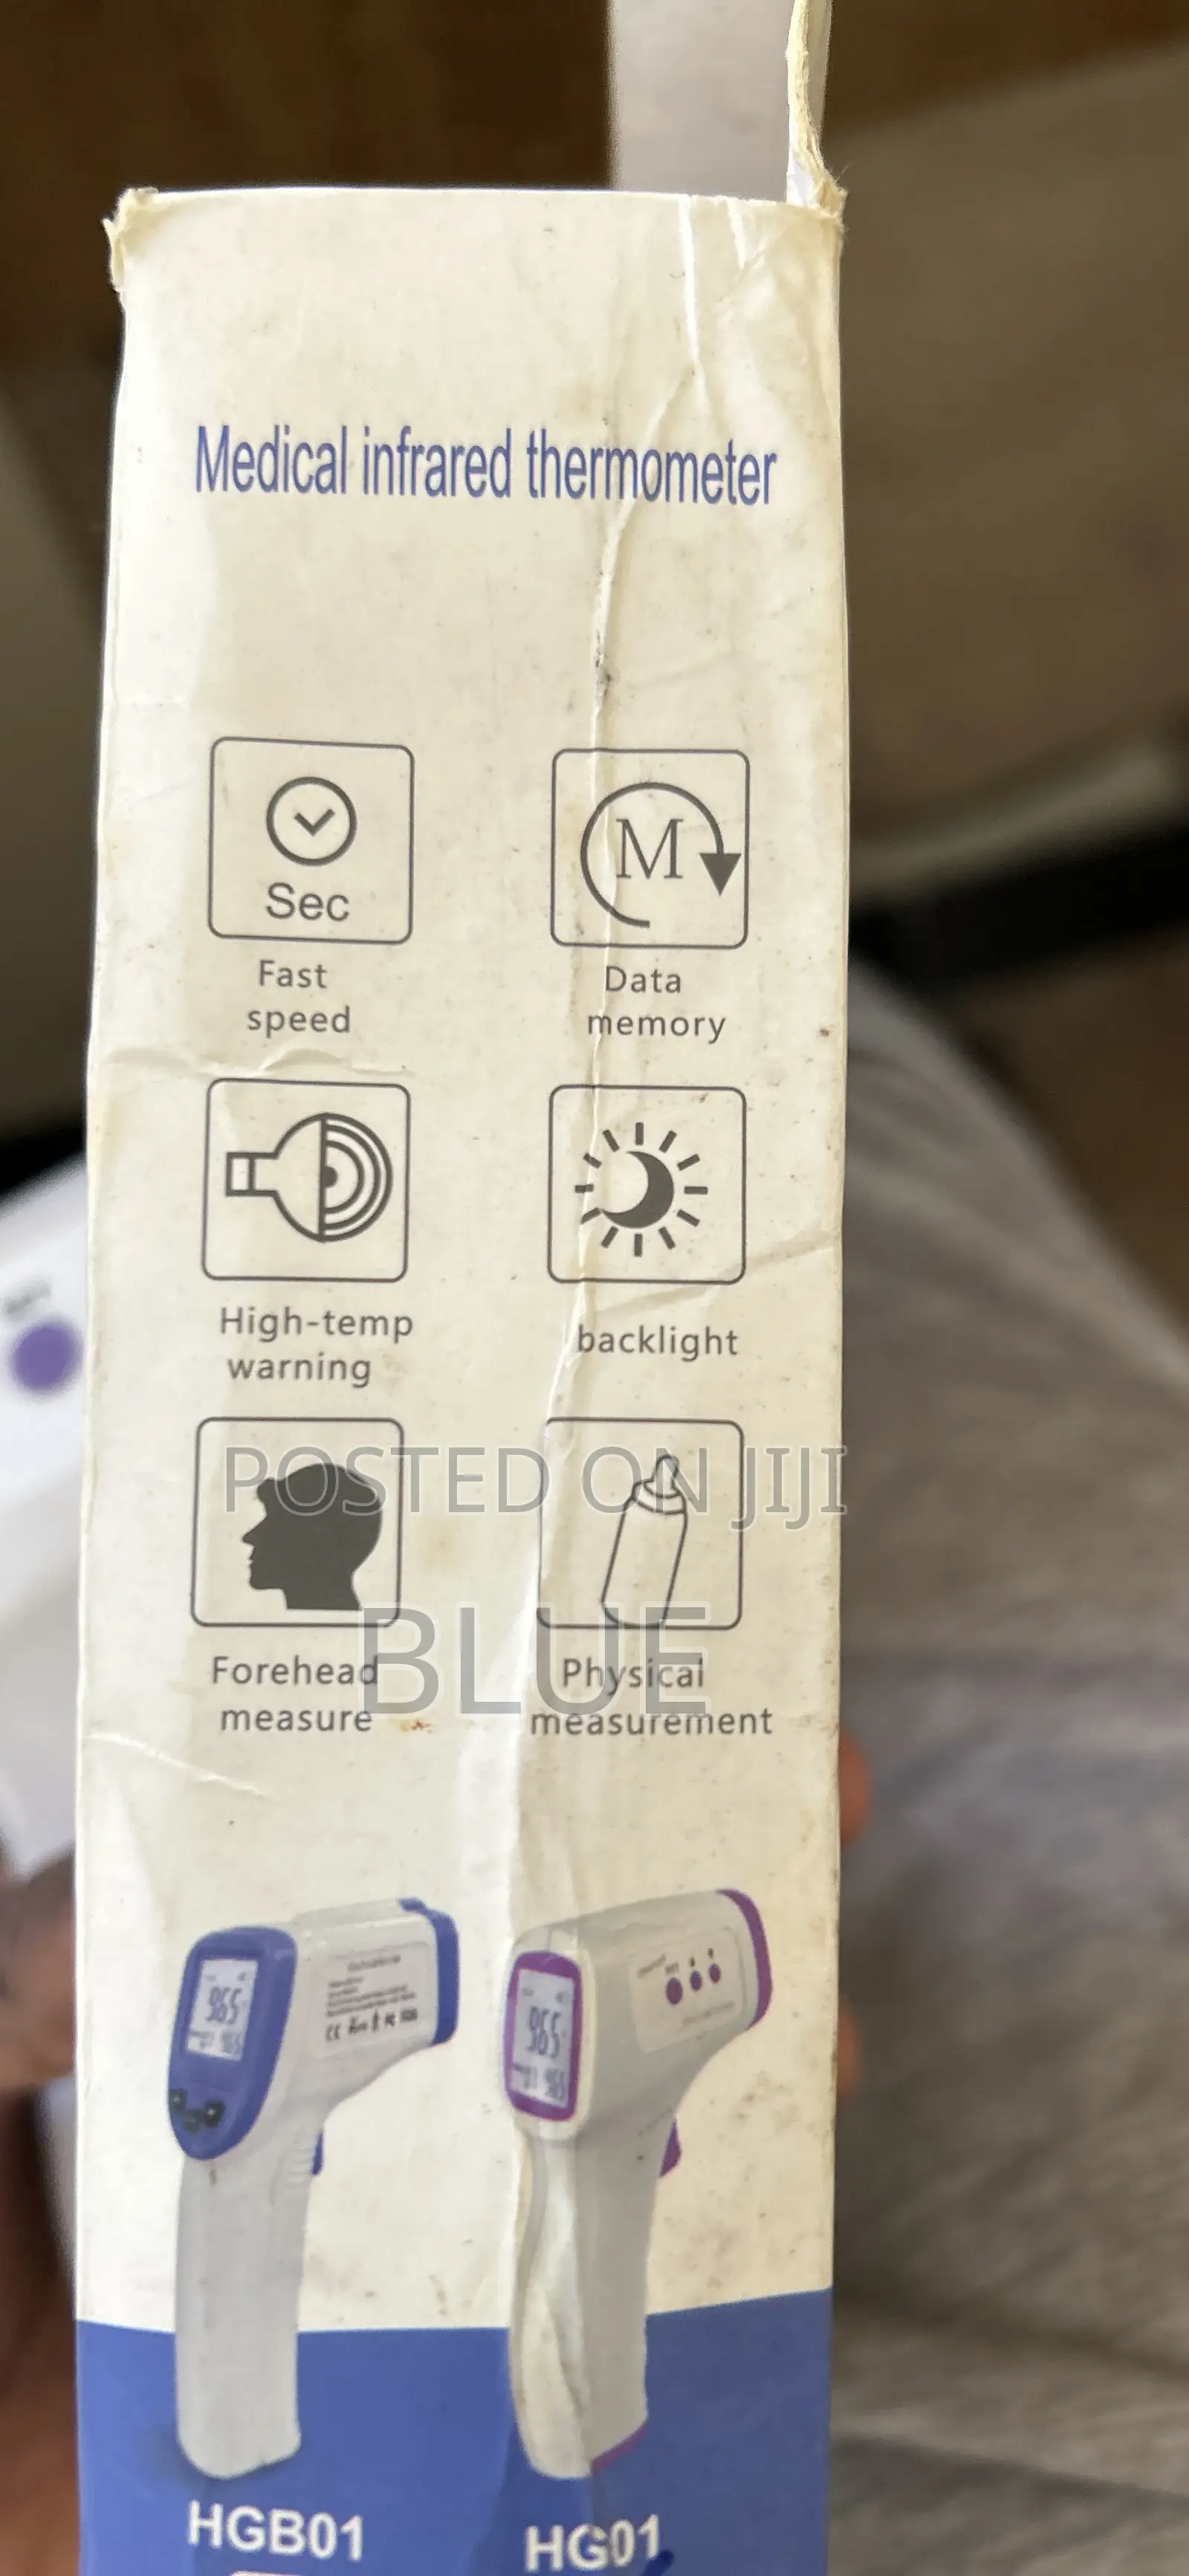 Medical infrared thermometer
Sec
M
Fast
speed
Data
memory
High-temp
warning
backlight
POSTED ON JIJI
BLUE
Forehead
measure
Physical
measurement
HGB01
HG01